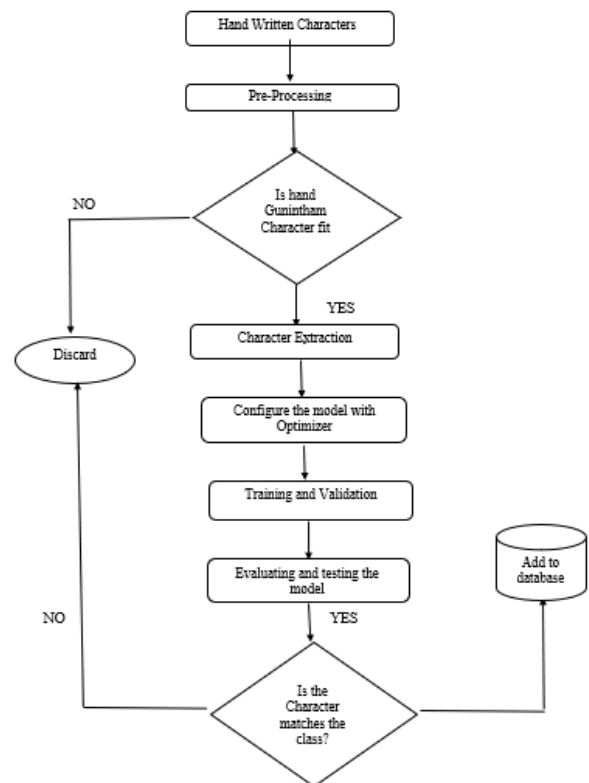 Hand Written Characters
Pre-Processing
Is hand
Gunintham
Character fit
NO
YES
Character Extraction
Discard
Configure the model with
Optimizer
Training and Validation
Add to
database
Evaluating and testing the
model
NO
YES
Is the
Character
matches the
class?